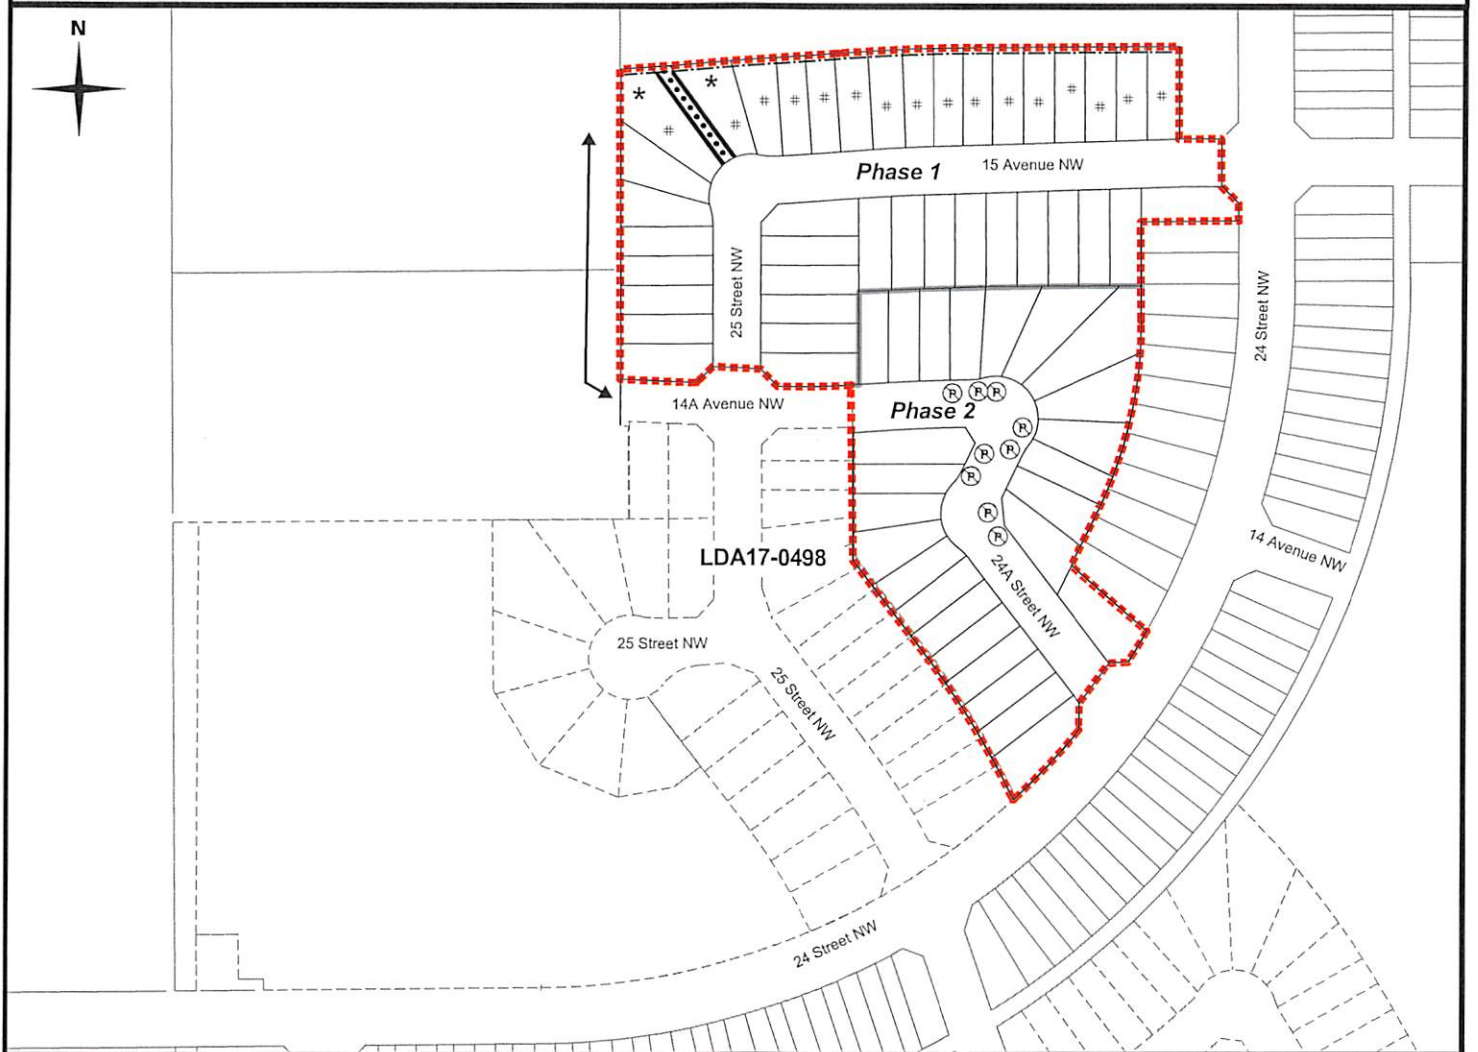 N
* *
# # # # # # # # # # # # # # # #
Phase 1 15 Avenue NW
25 Street NW
24 Street NW
14A Avenue NW
Phase 2
R R R
R
R R
R
R
R
14 Avenue NW
LDA17-0498
24A Street NW
25 Street NW
25 Street NW
24 Street NW